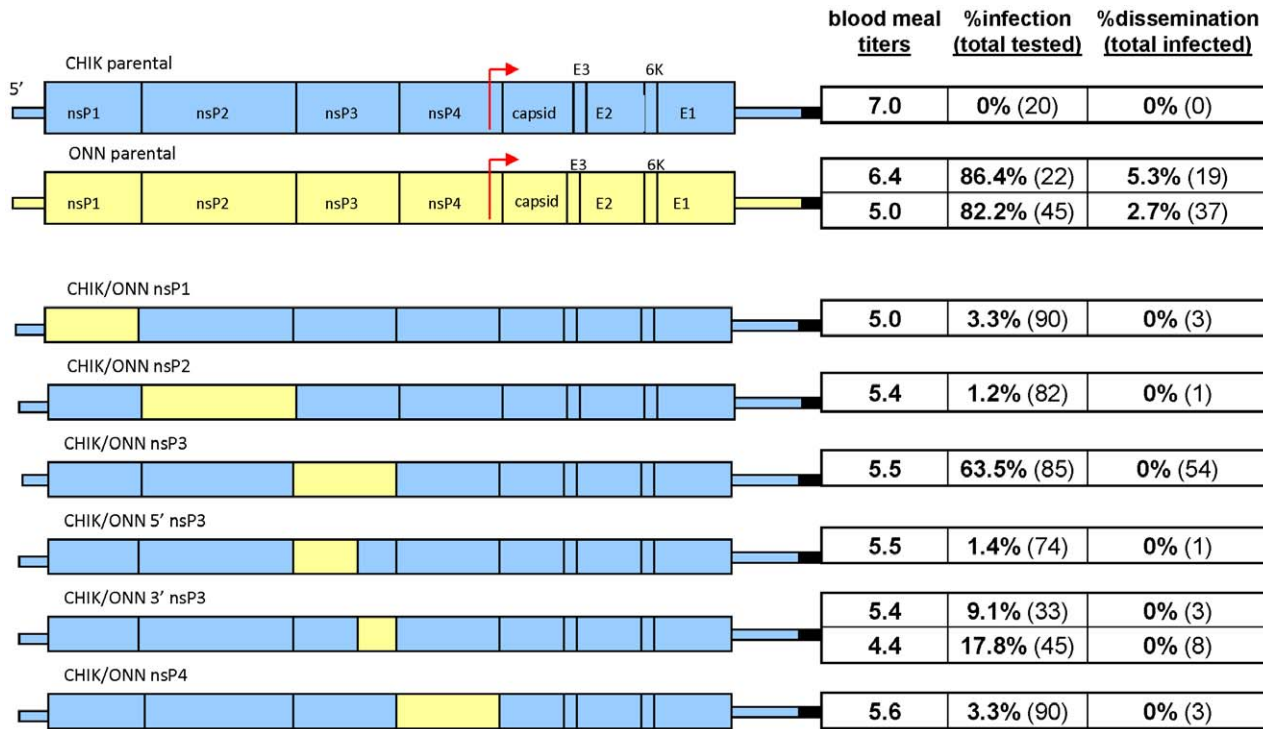 blood meal %infection %dissemination
titers (total tested) (total infected)
CHIK parental E3 6K
5′
nsP1 nsP2 nsP3 nsP4 capsid E2 E1
7.0 0% (20) 0% (0)
ONN parental E3 6K
nsP1 nsP2 nsP3 nsP4 capsid E2 E1
6.4 86.4% (22) 5.3% (19)
5.0 82.2% (45) 2.7% (37)
CHIK/ONN nsP1
5.0 3.3% (90) 0% (3)
CHIK/ONN nsP2
5.4 1.2% (82) 0% (1)
CHIK/ONN nsP3
5.5 63.5% (85) 0% (54)
CHIK/ONN 5′ nsP3
5.5 1.4% (74) 0% (1)
CHIK/ONN 3′ nsP3
5.4 9.1% (33) 0% (3)
4.4 17.8% (45) 0% (8)
CHIK/ONN nsP4
5.6 3.3% (90) 0% (3)